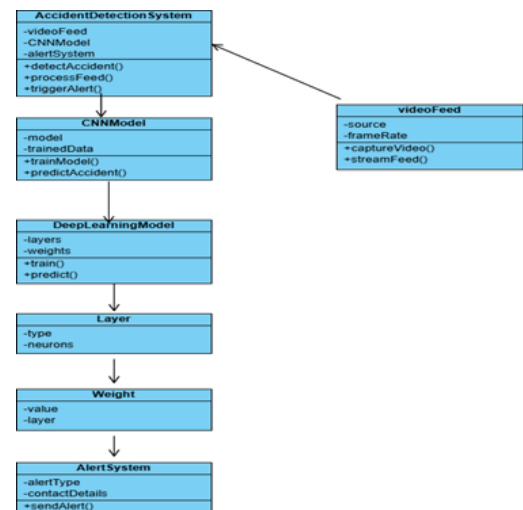 AccidentDetectionSystem
-videoFeed
-CNNModel
-alertSystem
+detectAccident()
+processFeed()
+triggerAlert()
CNNModel
-model
-trainedData
+trainModel()
+predictAccident()
videoFeed
-source
-frameRate
+captureVideo()
+streamFeed()
DeepLearningModel
-layers
-weights
+train()
+predict()
Layer
-type
-neurons
Weight
-value
-layer
AlertSystem
-alertType
-contactDetails
+sendAlert()